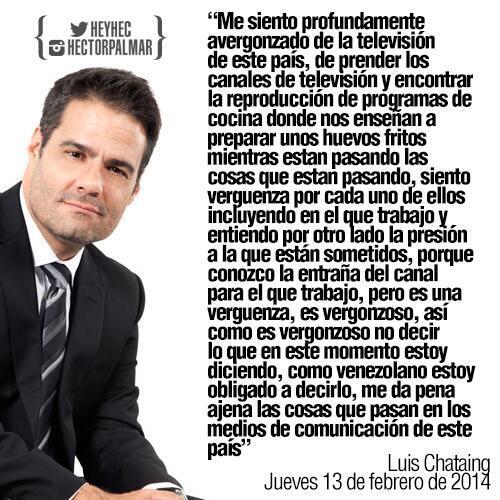 HEYHEC
HECTORPALMAR
“Me siento profundamente
avergonzado de la televisión
de este país, de prender los
canales de televisión y encontrar
la reproducción de programas de
cocina donde nos enseñan a
preparar unos huevos fritos
mientras estan pasando las
cosas que estan pasando, siento
verguenza por cada uno de ellos
incluyendo en el que trabajo y
entiendo por otro lado la presión
a la que están sometidos, porque
conozco la entraña del canal
para el que trabajo, pero es una
verguenza, es vergonzoso, así
como es vergonzoso no decir
lo que en este momento estoy
diciendo, como venezolano estoy
obligado a decirlo, me da pena
ajena las cosas que pasan en los
medios de comunicación de este
país”
Luis Chataing
Jueves 13 de febrero de 2014